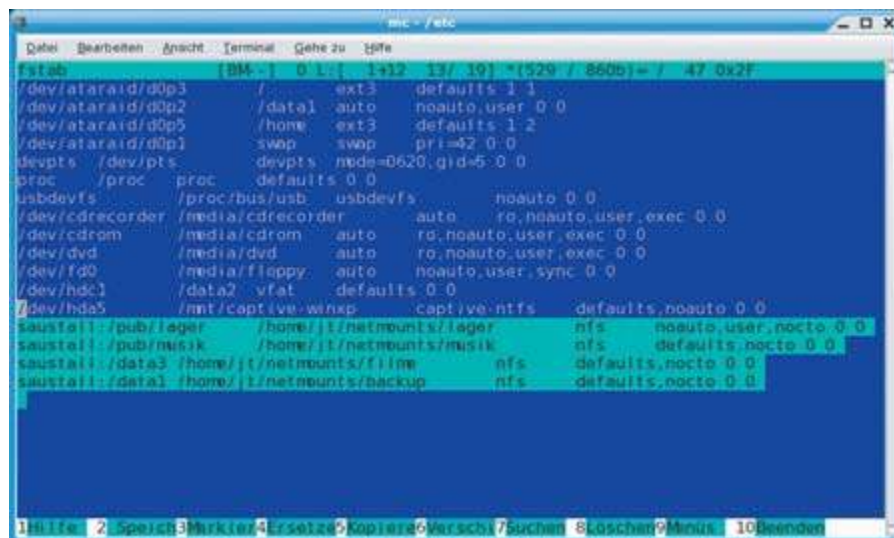 mc - /etc
Datei Bearbeiten Ansicht Terminal Gehe zu Hilfe
fstab [BM--] 0 L:[ 1+12 13/ 19] *(529 / 860b)= / 47 0x2F
/dev/ataraid/d0p3 / ext3 defaults 1 1
/dev/ataraid/d0p2 /data1 auto noauto,user 0 0
/dev/ataraid/d0p5 /home ext3 defaults 1 2
/dev/ataraid/d0p1 swap swap pri=42 0 0
devpts /dev/pts devpts mode=0620,gid=5 0 0
proc /proc proc defaults 0 0
usbdevfs /proc/bus/usb usbdevfs noauto 0 0
/dev/cdrecorder /media/cdrecorder auto ro,noauto,user,exec 0 0
/dev/cdrom /media/cdrom auto ro,noauto,user,exec 0 0
/dev/dvd /media/dvd auto ro,noauto,user,exec 0 0
/dev/fd0 /media/floppy auto noauto,user,sync 0 0
/dev/hdc1 /data2 vfat defaults 0 0
/dev/hda5 /mnt/captive-winxp captive-ntfs defaults,noauto 0 0
saustall:/pub/lager /home/jt/netmounts/lager nfs noauto,user,nocto 0 0
saustall:/pub/musik /home/jt/netmounts/musik nfs defaults,nocto 0 0
saustall:/data3 /home/jt/netmounts/filme nfs defaults,nocto 0 0
saustall:/data1 /home/jt/netmounts/backup nfs defaults,nocto 0 0
1Hilfe 2 Speich3Markier4Ersetze5Kopiere6Verschi7Suchen 8Löschen9Menüs 10Beenden